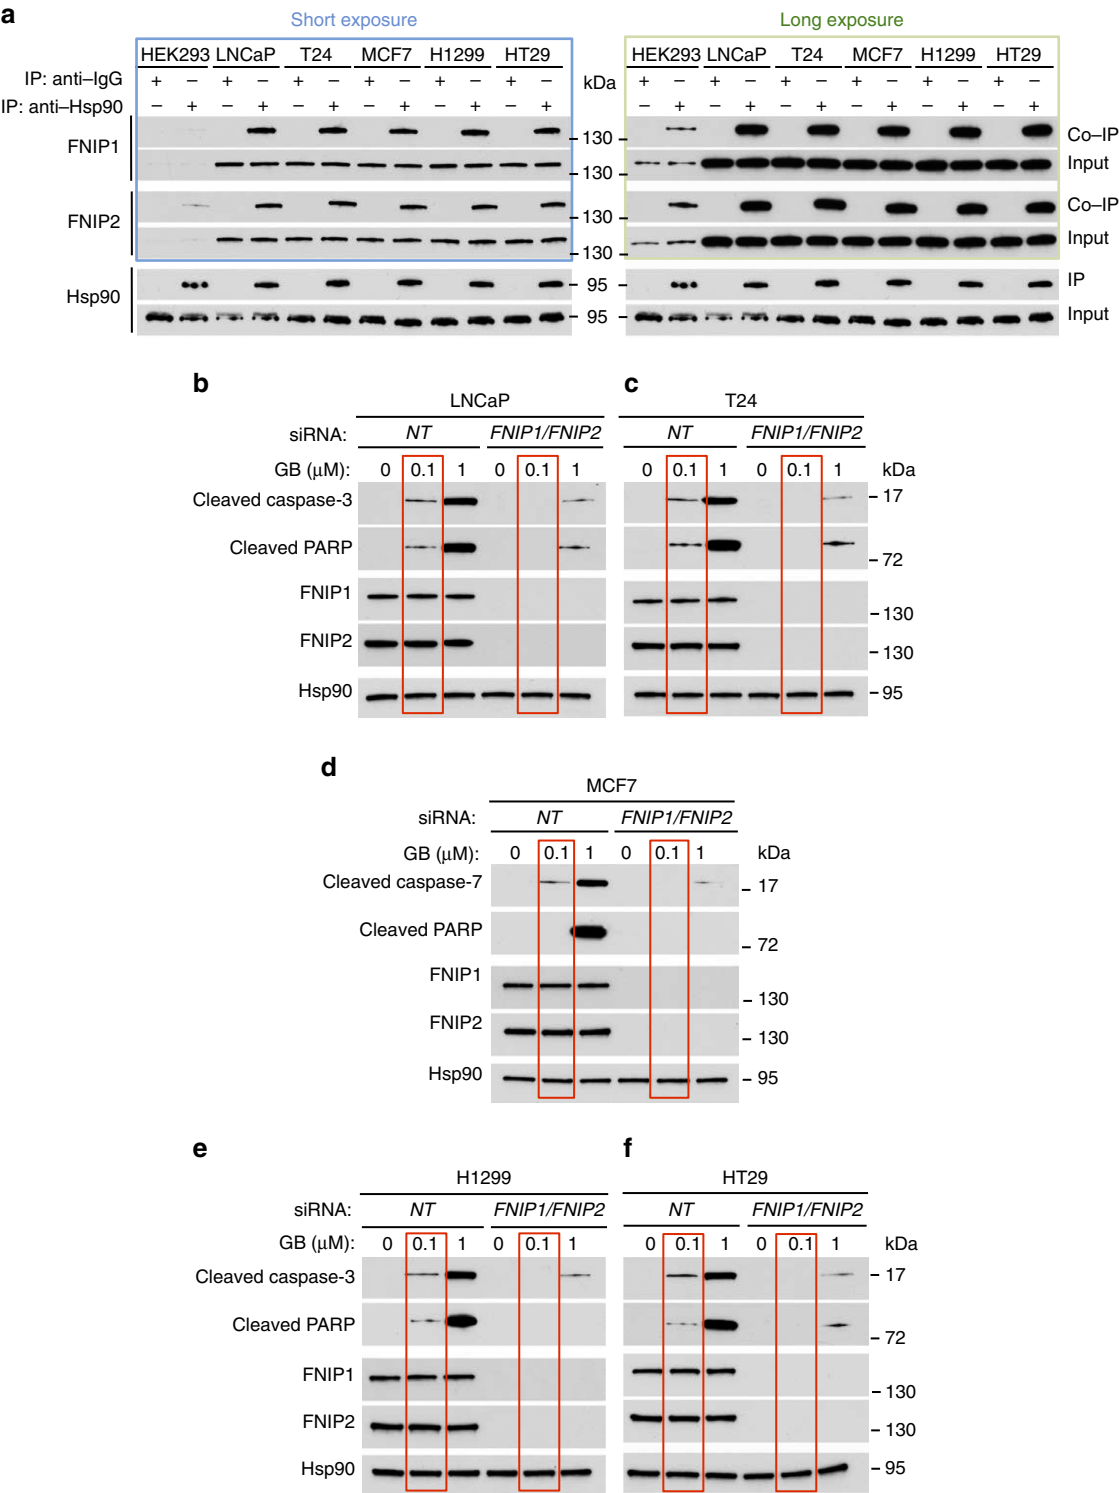 a
Short exposure Long exposure
HEK293 LNCaP T24 MCF7 H1299 HT29 HEK293 LNCaP T24 MCF7 H1299 HT29
IP: anti–IgG + – + – + – + – + – + – kDa + – + – + – + – + – + –
IP: anti–Hsp90 – + – + – + – + – + – + – + – + – + – + – + – +
FNIP1 130 Co–IP
130 Input
FNIP2 130 Co–IP
130 Input
Hsp90 95 IP
95 Input
b c
LNCaP T24
siRNA: NT FNIP1/FNIP2 NT FNIP1/FNIP2
GB (μM): 0 0.1 1 0 0.1 1 0 0.1 1 0 0.1 1 kDa
Cleaved caspase-3 17
Cleaved PARP 72
FNIP1 130
FNIP2 130
Hsp90 95
d
MCF7
siRNA: NT FNIP1/FNIP2
GB (μM): 0 0.1 1 0 0.1 1 kDa
Cleaved caspase-7 17
Cleaved PARP 72
FNIP1 130
FNIP2 130
Hsp90 95
e f
H1299 HT29
siRNA: NT FNIP1/FNIP2 NT FNIP1/FNIP2
GB (μM): 0 0.1 1 0 0.1 1 0 0.1 1 0 0.1 1 kDa
Cleaved caspase-3 17
Cleaved PARP 72
FNIP1 130
FNIP2 130
Hsp90 95